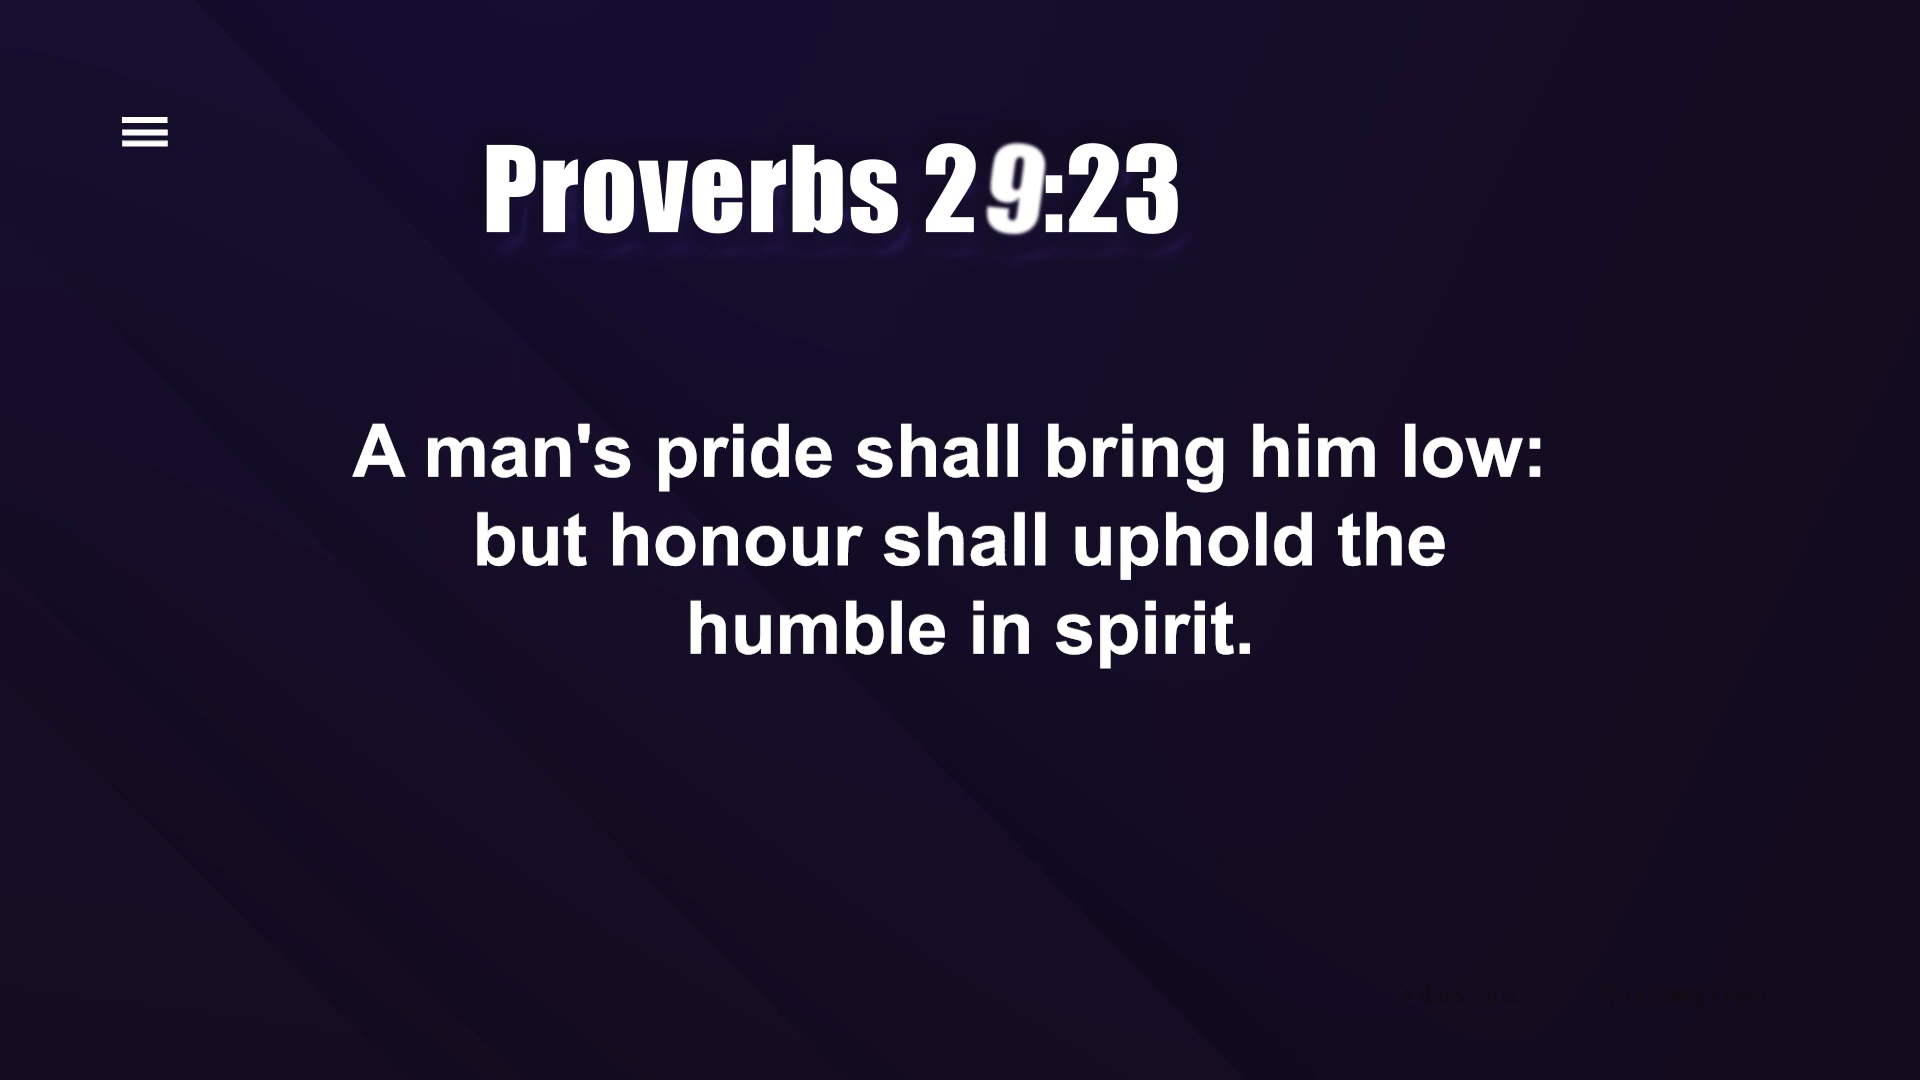 Proverbs 29:23
A man's pride shall bring him low:
but honour shall uphold the
humble in spirit.